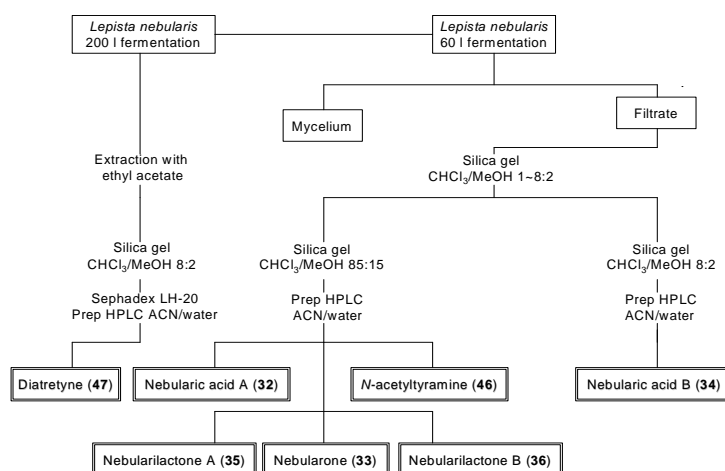 Lepista nebularis
200 l fermentation
Lepista nebularis
60 l fermentation
Mycelium
Filtrate
Extraction with
ethyl acetate
Silica gel
CHCl₃/MeOH 1~8:2
Silica gel
CHCl₃/MeOH 8:2
Silica gel
CHCl₃/MeOH 85:15
Silica gel
CHCl₃/MeOH 8:2
Sephadex LH-20
Prep HPLC ACN/water
Prep HPLC
ACN/water
Prep HPLC
ACN/water
Diatretyne (47)
Nebularic acid A (32)
N-acetyltyramine (46)
Nebularic acid B (34)
Nebularilactone A (35)
Nebularone (33)
Nebularilactone B (36)